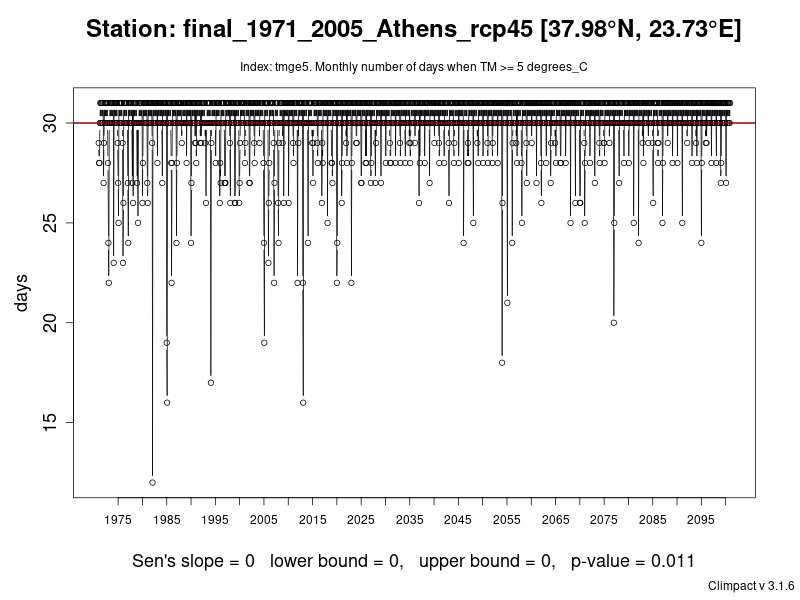 Station: final_1971_2005_Athens_rcp45 [37.98°N, 23.73°E]
Index: tmge5. Monthly number of days when TM >= 5 degrees_C
days
30
25
20
15
1975 1985 1995 2005 2015 2025 2035 2045 2055 2065 2075 2085 2095
Sen's slope = 0 lower bound = 0, upper bound = 0, p-value = 0.011
Climpact v 3.1.6